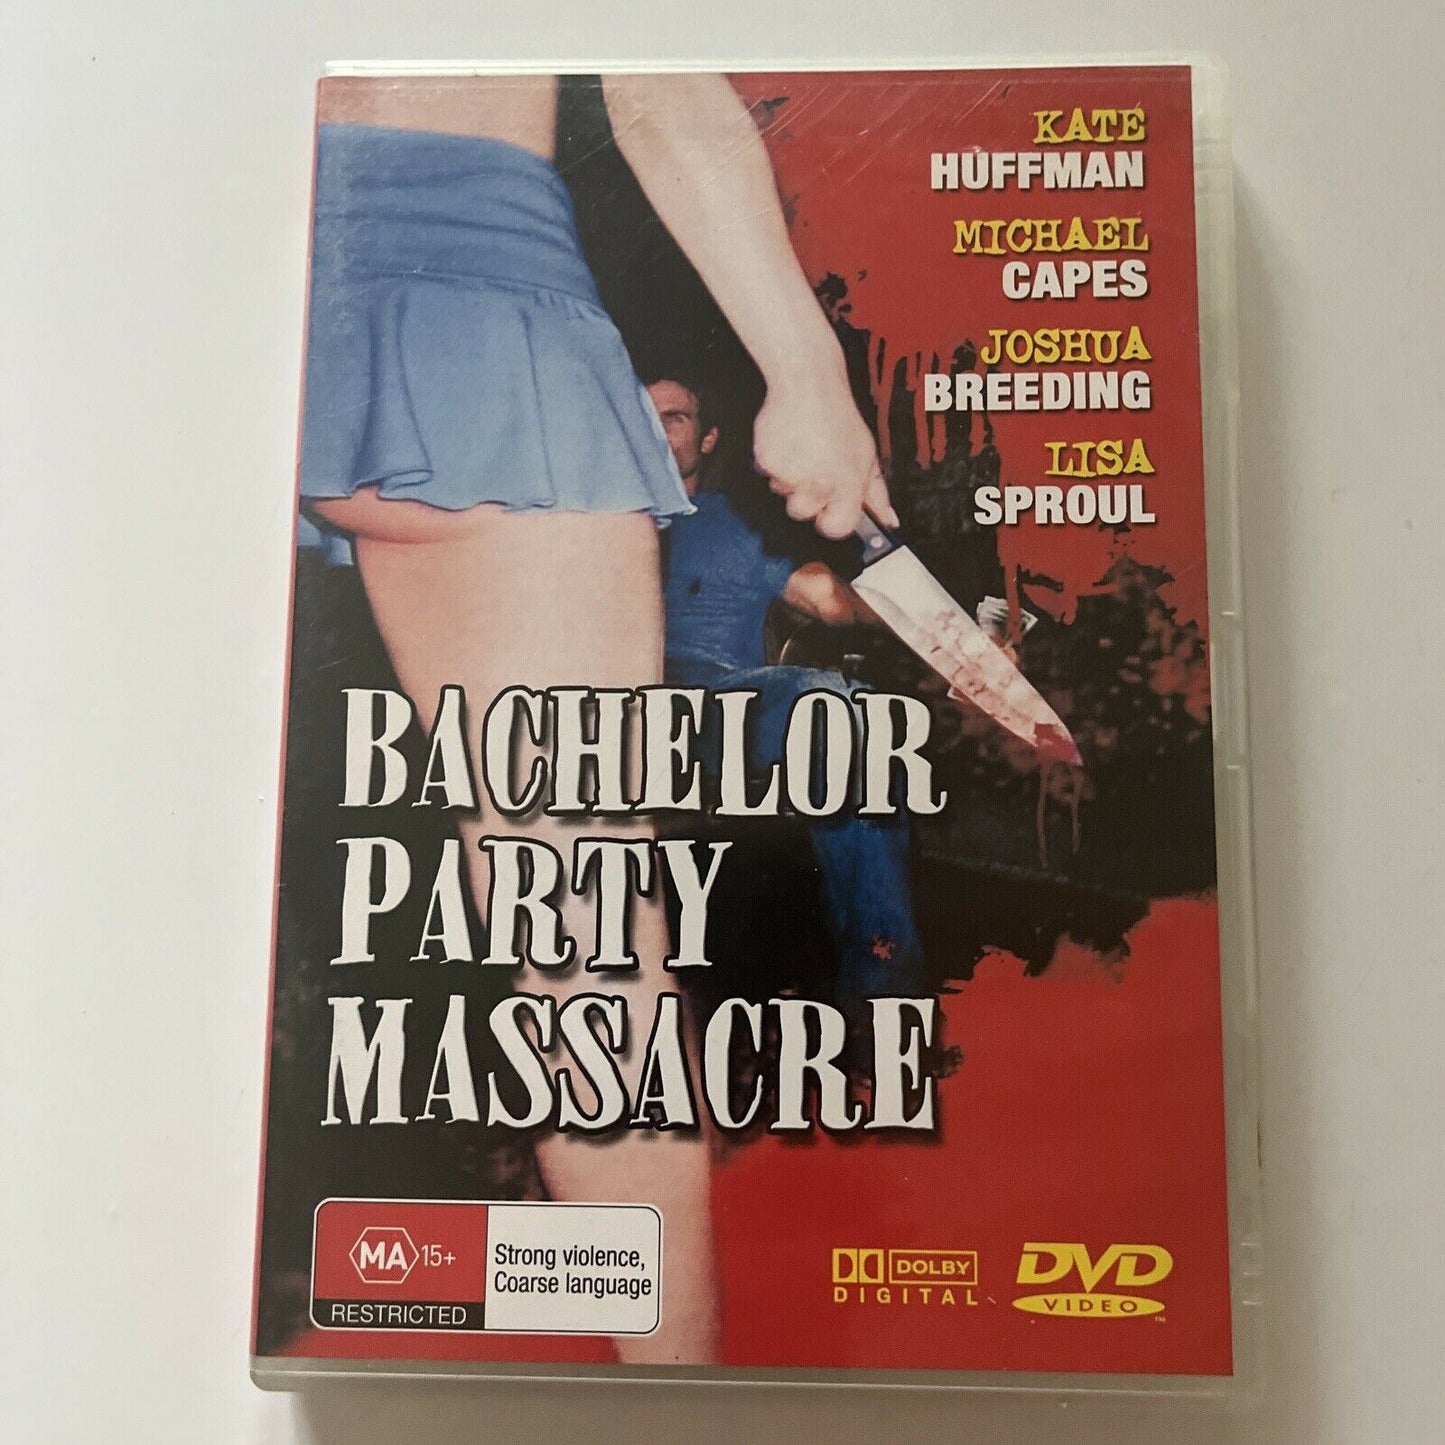 KATE
HUFFMAN
MICHAEL
CAPES
JOSHUA
BREEDING
LISA
SPROUL
BACHELOR
PARTY
MASSACRE
MA 15+
RESTRICTED
Strong violence,
Coarse language
DOLBY
DIGITAL
DVD
VIDEO
TM